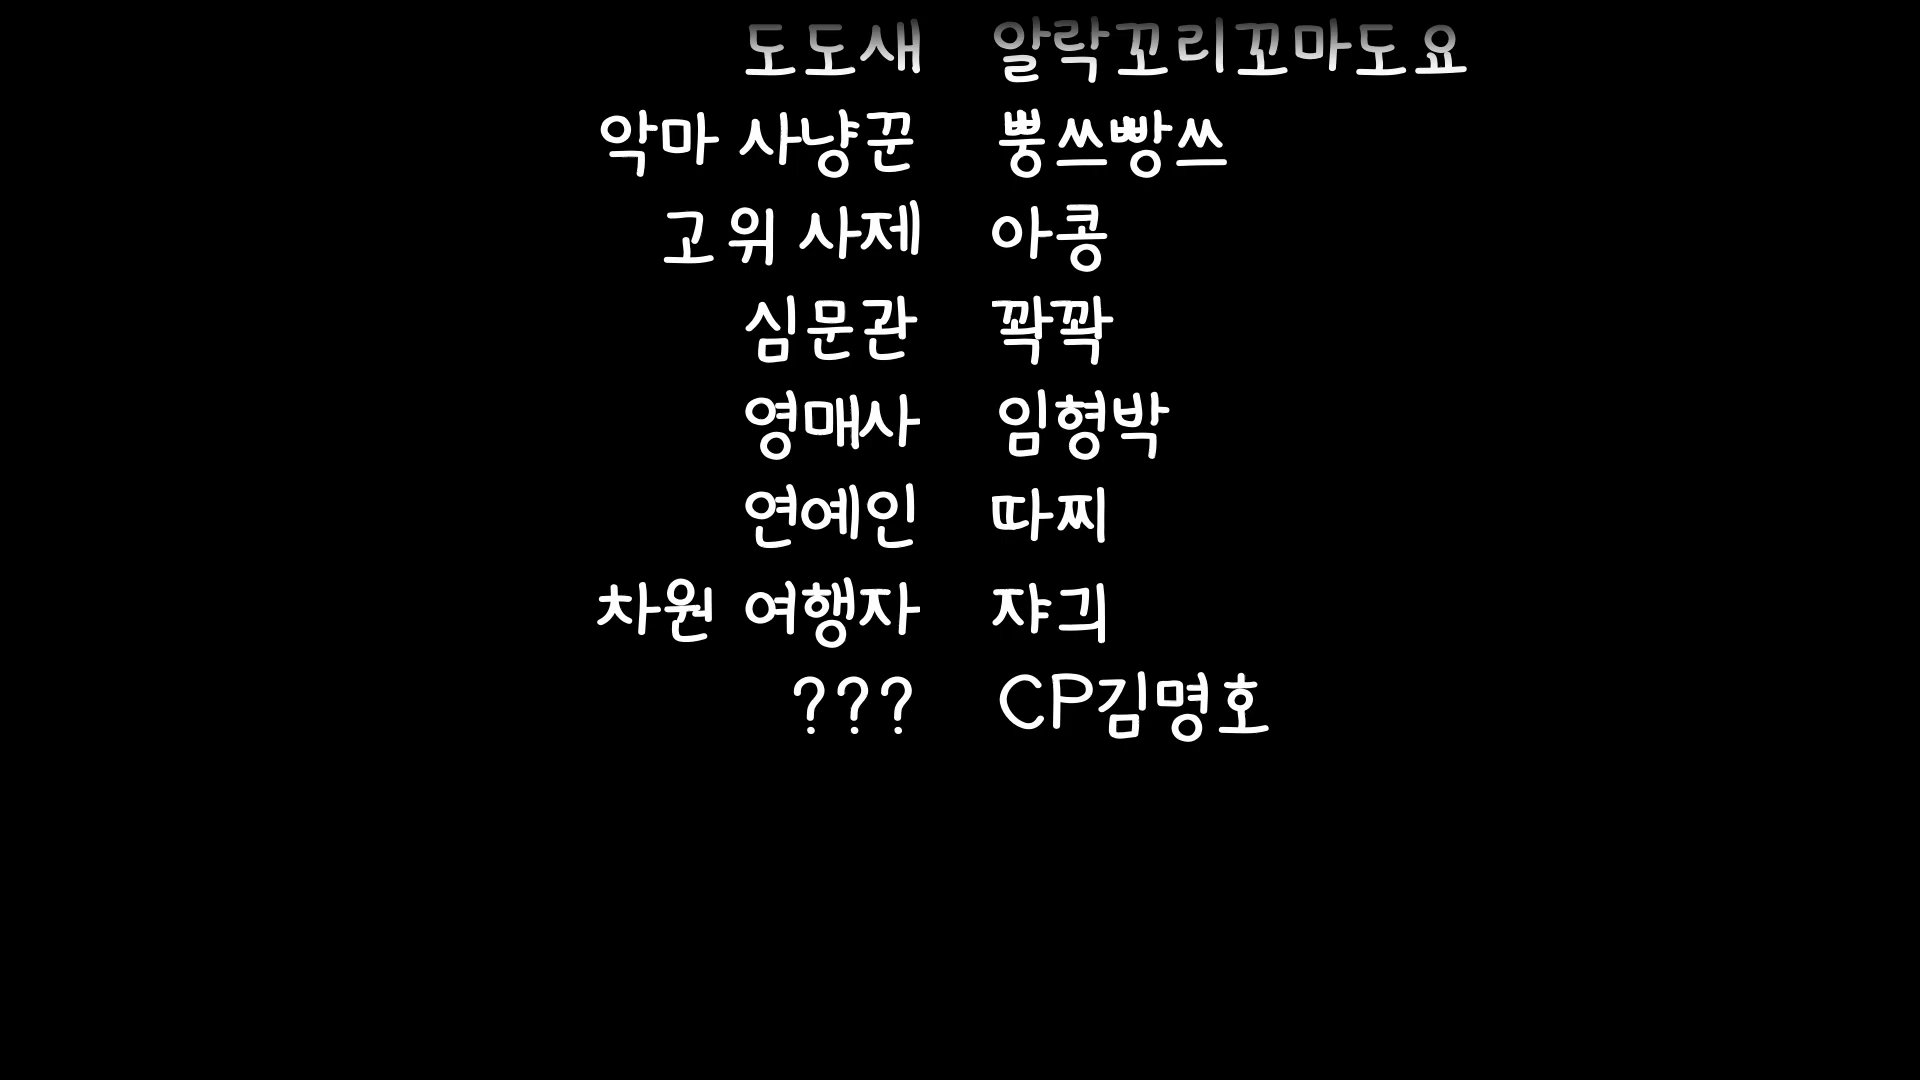 도도새 알락꼬리꼬마도요
악마 사냥꾼 뿡쓰빵쓰
고위 사제 아콩
심문관 꽉꽉
영매사 임형박
연예인 따찌
차원 여행자 쟈긔
??? CP김명호